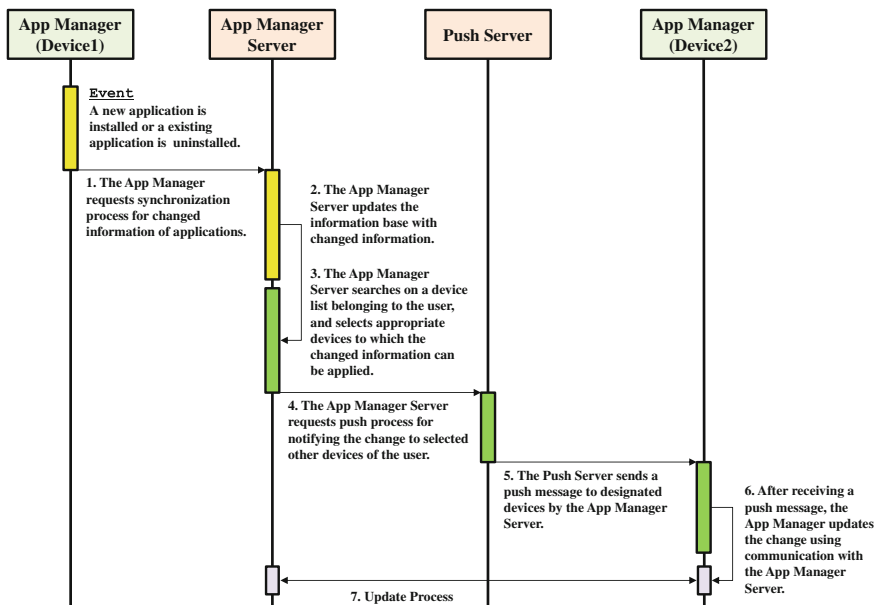 App Manager
(Device1)
App Manager
Server
Push Server
App Manager
(Device2)
Event
A new application is
installed or a existing
application is uninstalled.
1. The App Manager
requests synchronization
process for changed
information of applications.
2. The App Manager
Server updates the
information base with
changed information.
3. The App Manager
Server searches on a device
list belonging to the user,
and selects appropriate
devices to which the
changed information can
be applied.
4. The App Manager Server
requests push process for
notifying the change to selected
other devices of the user.
5. The Push Server sends a
push message to designated
devices by the App Manager
Server.
6. After receiving a
push message, the
App Manager updates
the change using
communication with
the App Manager
Server.
7. Update Process